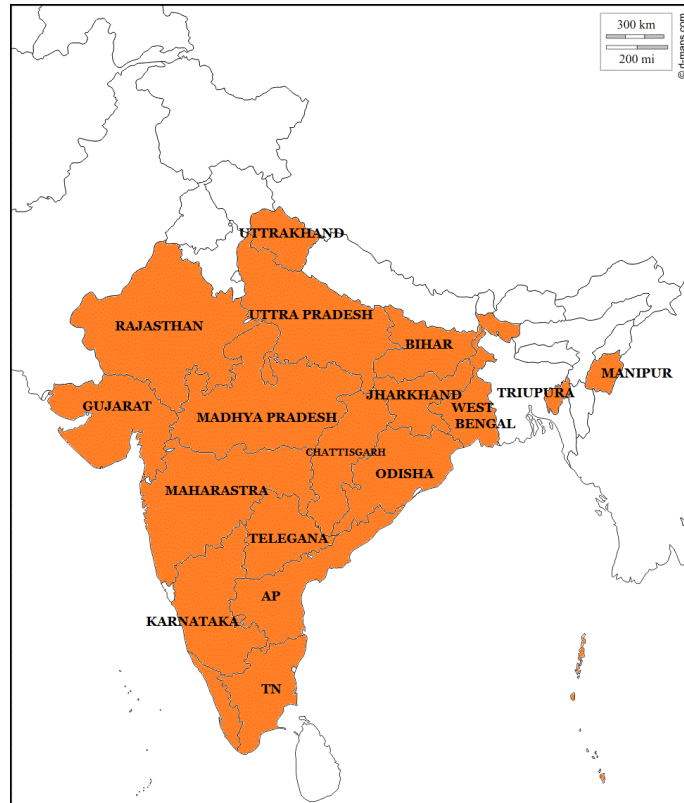 300 km
200 mi
© d-maps.com
UTTRAKHAND
UTTRA PRADESH
RAJASTHAN
BIHAR
MANIPUR
JHARKHAND
TRIUPURA
GUJARAT
MADHYA PRADESH
WEST
BENGAL
CHATTISGARH
ODISHA
MAHARASTRA
TELEGANA
AP
KARNATAKA
TN